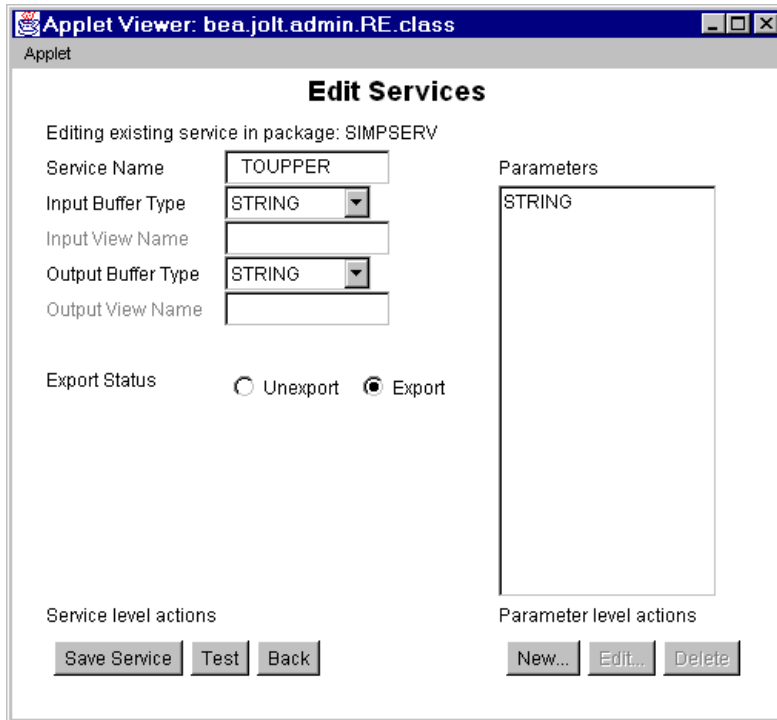 Applet Viewer: bea.jolt.admin.RE.class
Applet
Edit Services
Editing existing service in package: SIMPSERV
Service Name TOUPPER Parameters
Input Buffer Type STRING STRING
Input View Name
Output Buffer Type STRING
Output View Name
Export Status Unexport Export
Service level actions Parameter level actions
Save Service Test Back New... Edit... Delete